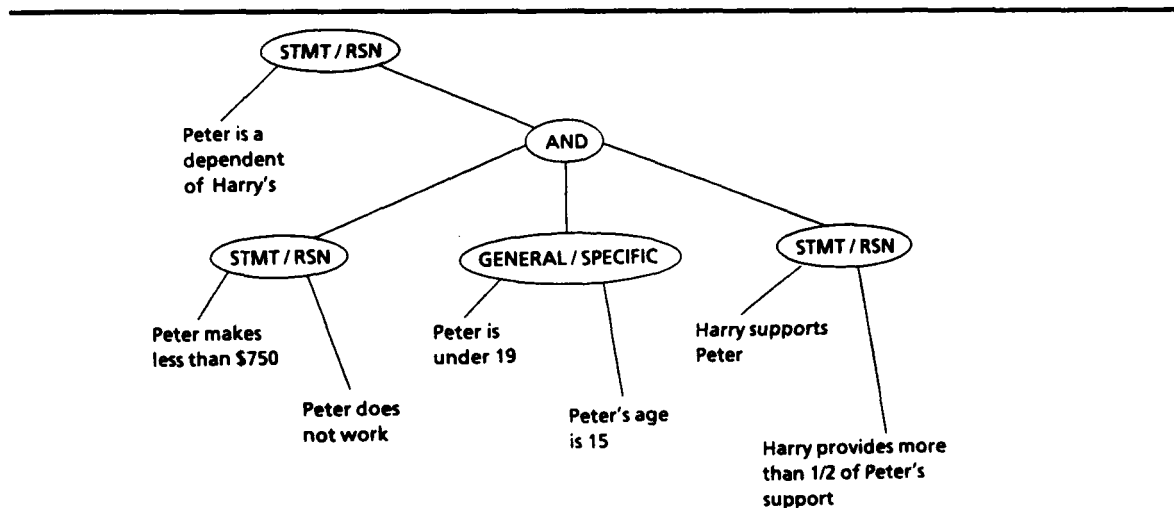 STMT / RSN
Peter is a
dependent
of Harry's
AND
STMT / RSN
GENERAL / SPECIFIC
STMT / RSN
Peter makes
less than $750
Peter does
not work
Peter is
under 19
Peter's age
is 15
Harry supports
Peter
Harry provides more
than 1/2 of Peter's
support